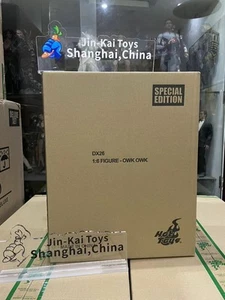 Jin-Kai Toys
Shanghai,China
SPECIAL
EDITION
DX28
1:6 FIGURE - OWK OWK
Hot
Toys
Jin-Kai Toys
Shanghai,China